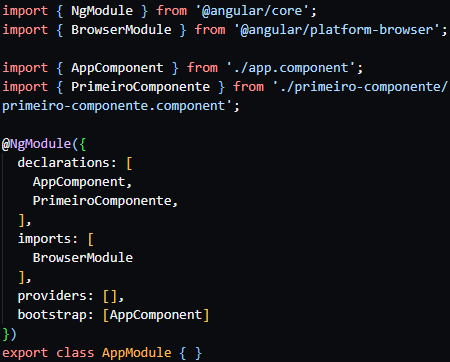 import { NgModule } from '@angular/core';
import { BrowserModule } from '@angular/platform-browser';

import { AppComponent } from './app.component';
import { PrimeiroComponente } from './primeiro-componente/
primeiro-componente.component';

@NgModule({
  declarations: [
    AppComponent,
    PrimeiroComponente,
  ],
  imports: [
    BrowserModule
  ],
  providers: [],
  bootstrap: [AppComponent]
})
export class AppModule { }